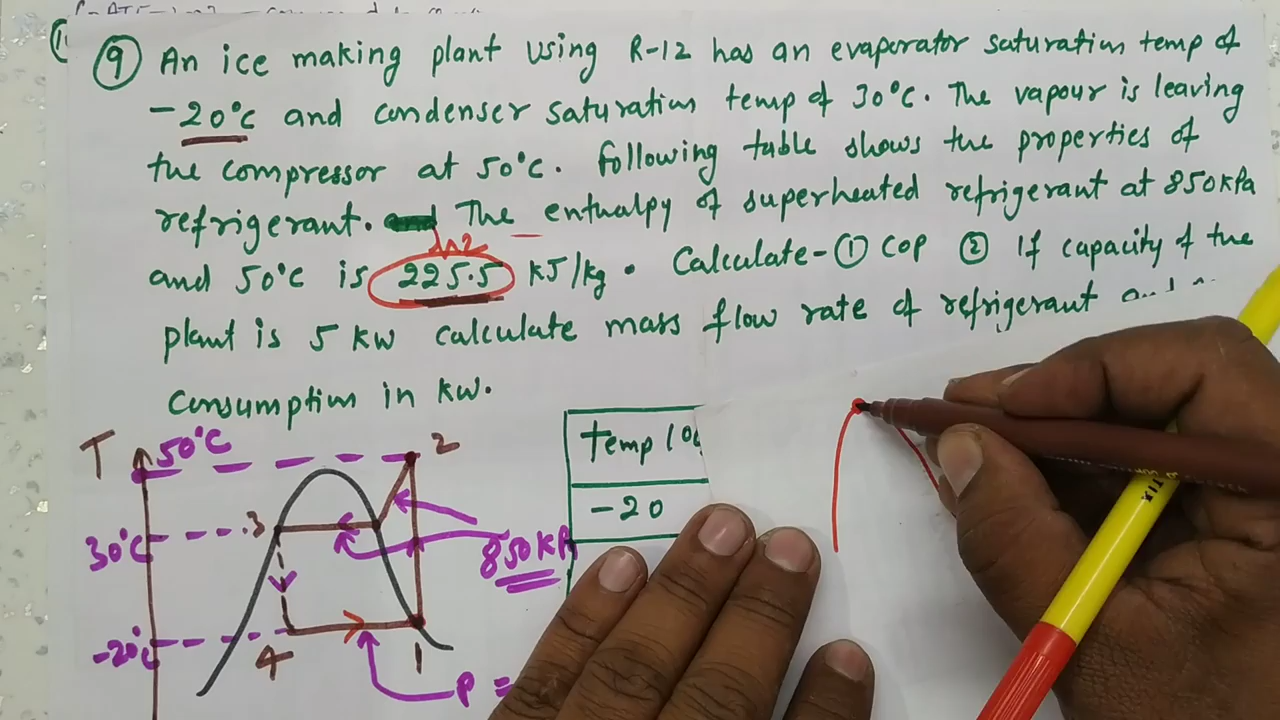 ⑨ An ice making plant using R-12 has an evaporator saturation temp of
-20°C and condenser saturation temp of 30°C. The vapour is leaving
the compressor at 50°C. Following table shows the properties of
refrigerant. The enthalpy of superheated refrigerant at 850kPa
h2
and 50°C is 225.5 kJ/kg. Calculate- ① COP ② If capacity of the
plant is 5 kW calculate mass flow rate of refrigerant and
consumption in kW.
T 50°C 2
Temp (°C
3
-20
30°C
850 kPa
-20°C
4 1
P =